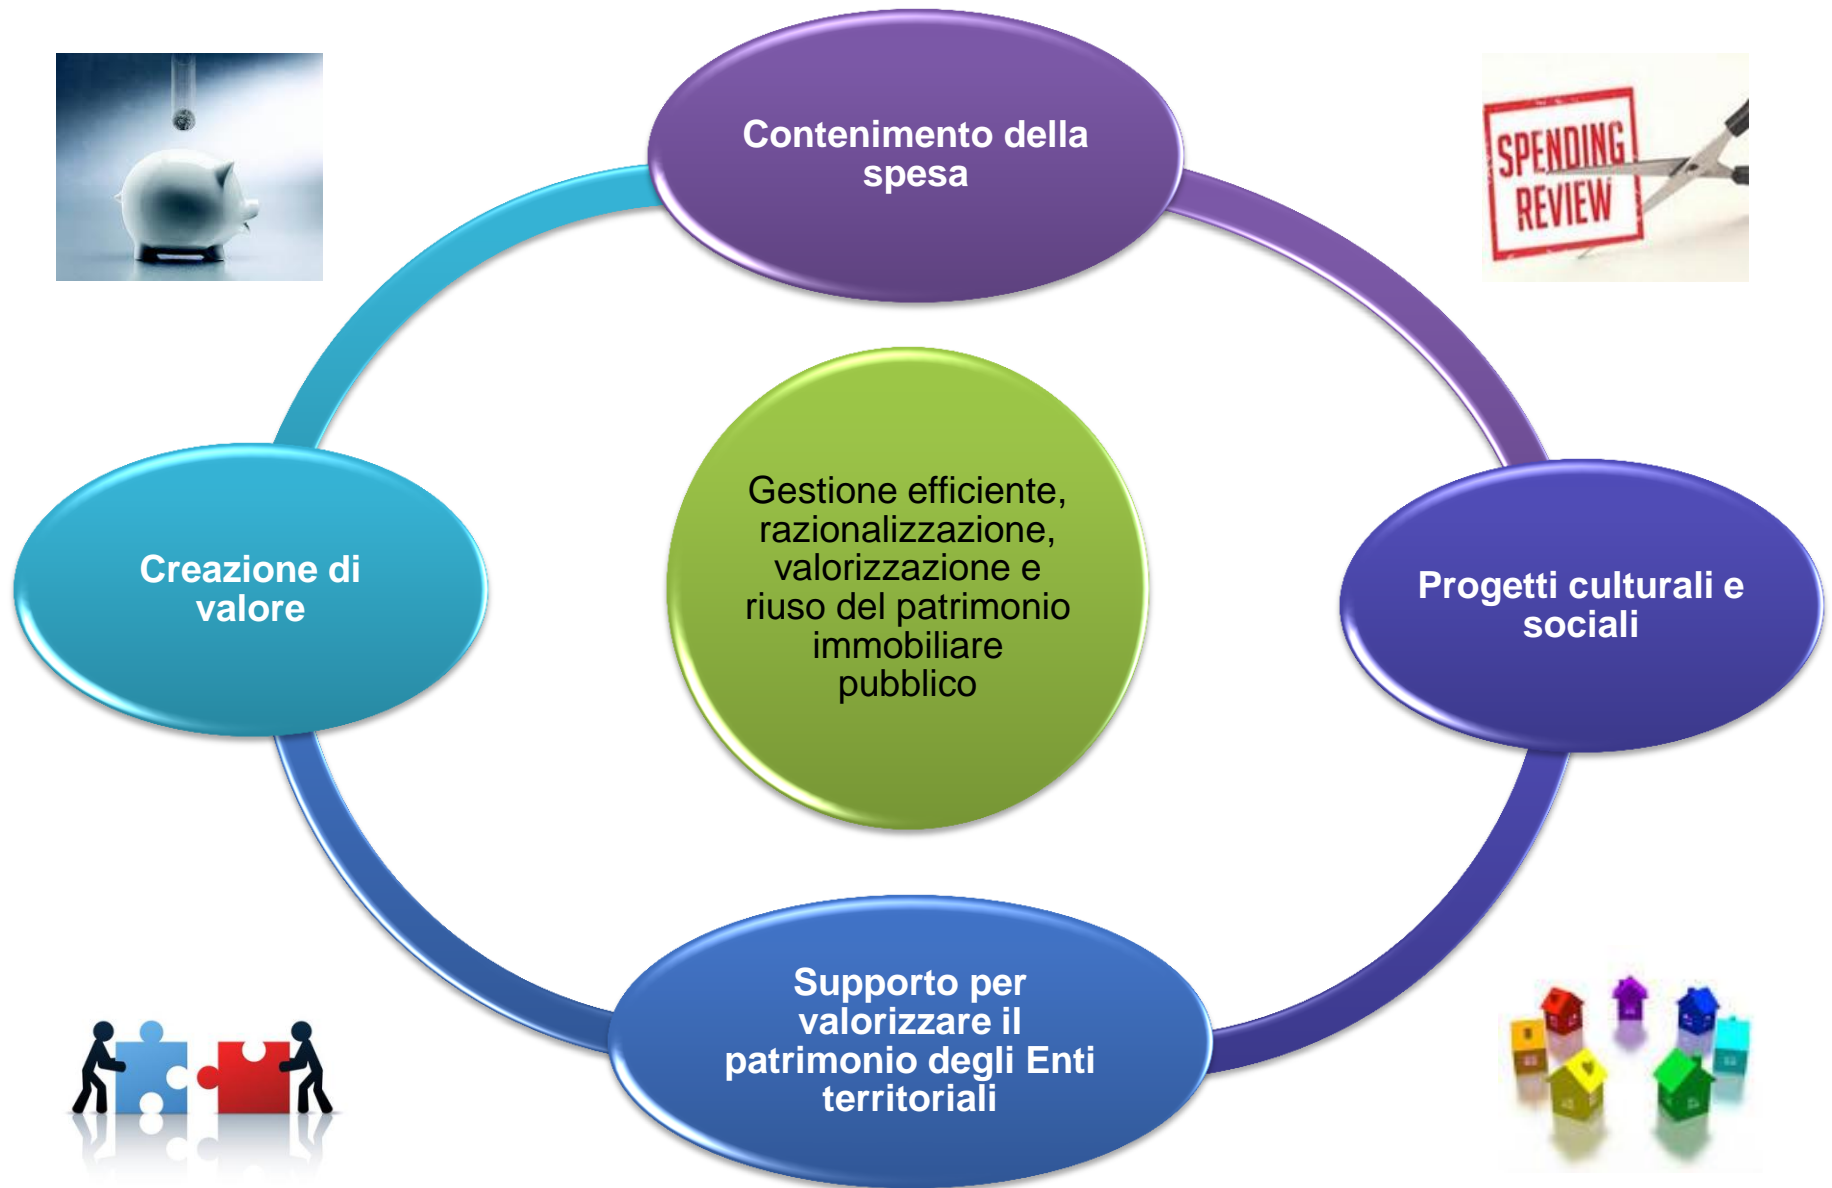 Contenimento della
spesa
SPENDING
REVIEW
Gestione efficiente,
razionalizzazione,
valorizzazione e
riuso del patrimonio
immobiliare
pubblico
Creazione di
valore
Progetti culturali e
sociali
Supporto per
valorizzare il
patrimonio degli Enti
territoriali